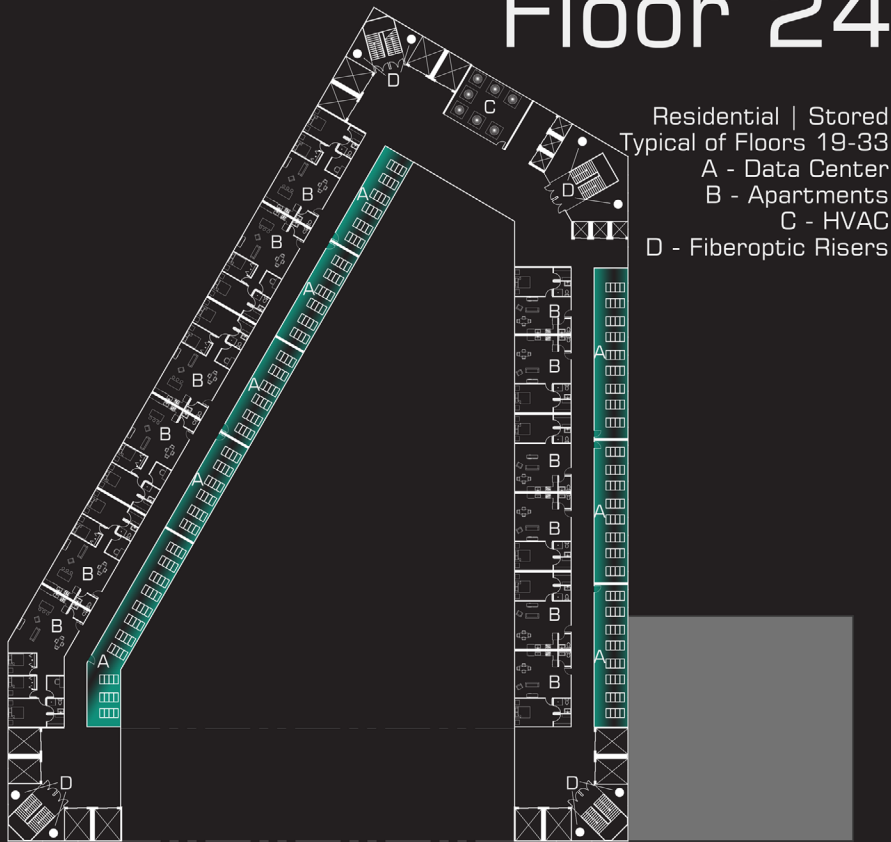 Floor 24
Residential | Stored
Typical of Floors 19-33
A - Data Center
B - Apartments
C - HVAC
D - Fiberoptic Risers
D
C
D
A
B
B
A
B
A
B
A
B
A
B
B
A
B
B
A
B
B
A
B
A
B
D
D